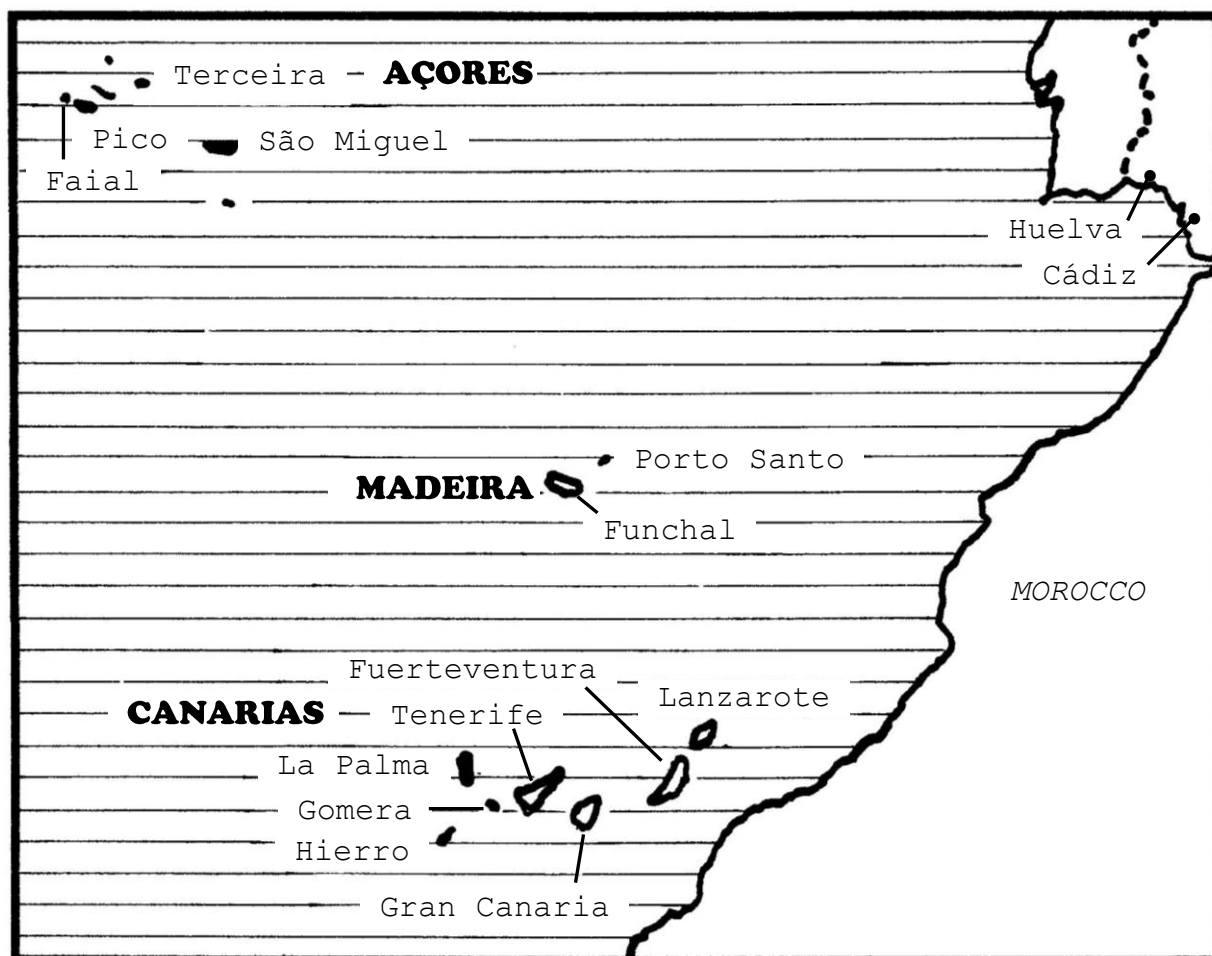 Terceira
AÇORES
Pico
São Miguel
Faial
Huelva
Cádiz
Porto Santo
MADEIRA
Funchal
MOROCCO
Fuerteventura
Lanzarote
CANARIAS
Tenerife
La Palma
Gomera
Hierro
Gran Canaria